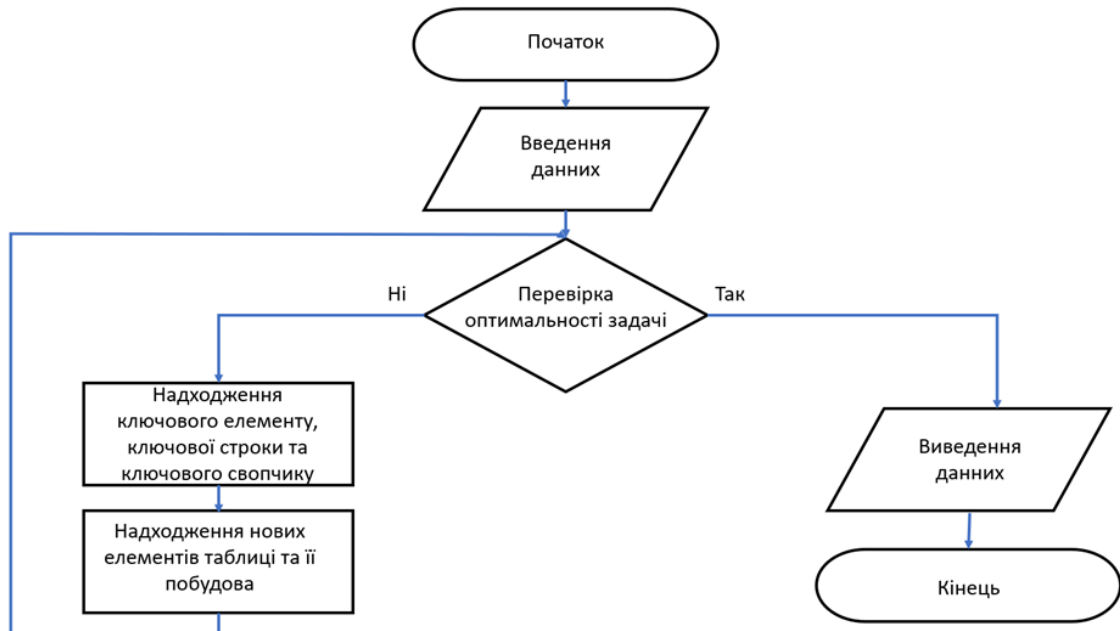 Початок
Введення
данних
Ні
Перевірка
оптимальності задачі
Так
Надходження
ключового елементу,
ключової строки та
ключового свопчику
Надходження нових
елементів таблиці та її
побудова
Виведення
данних
Кінець